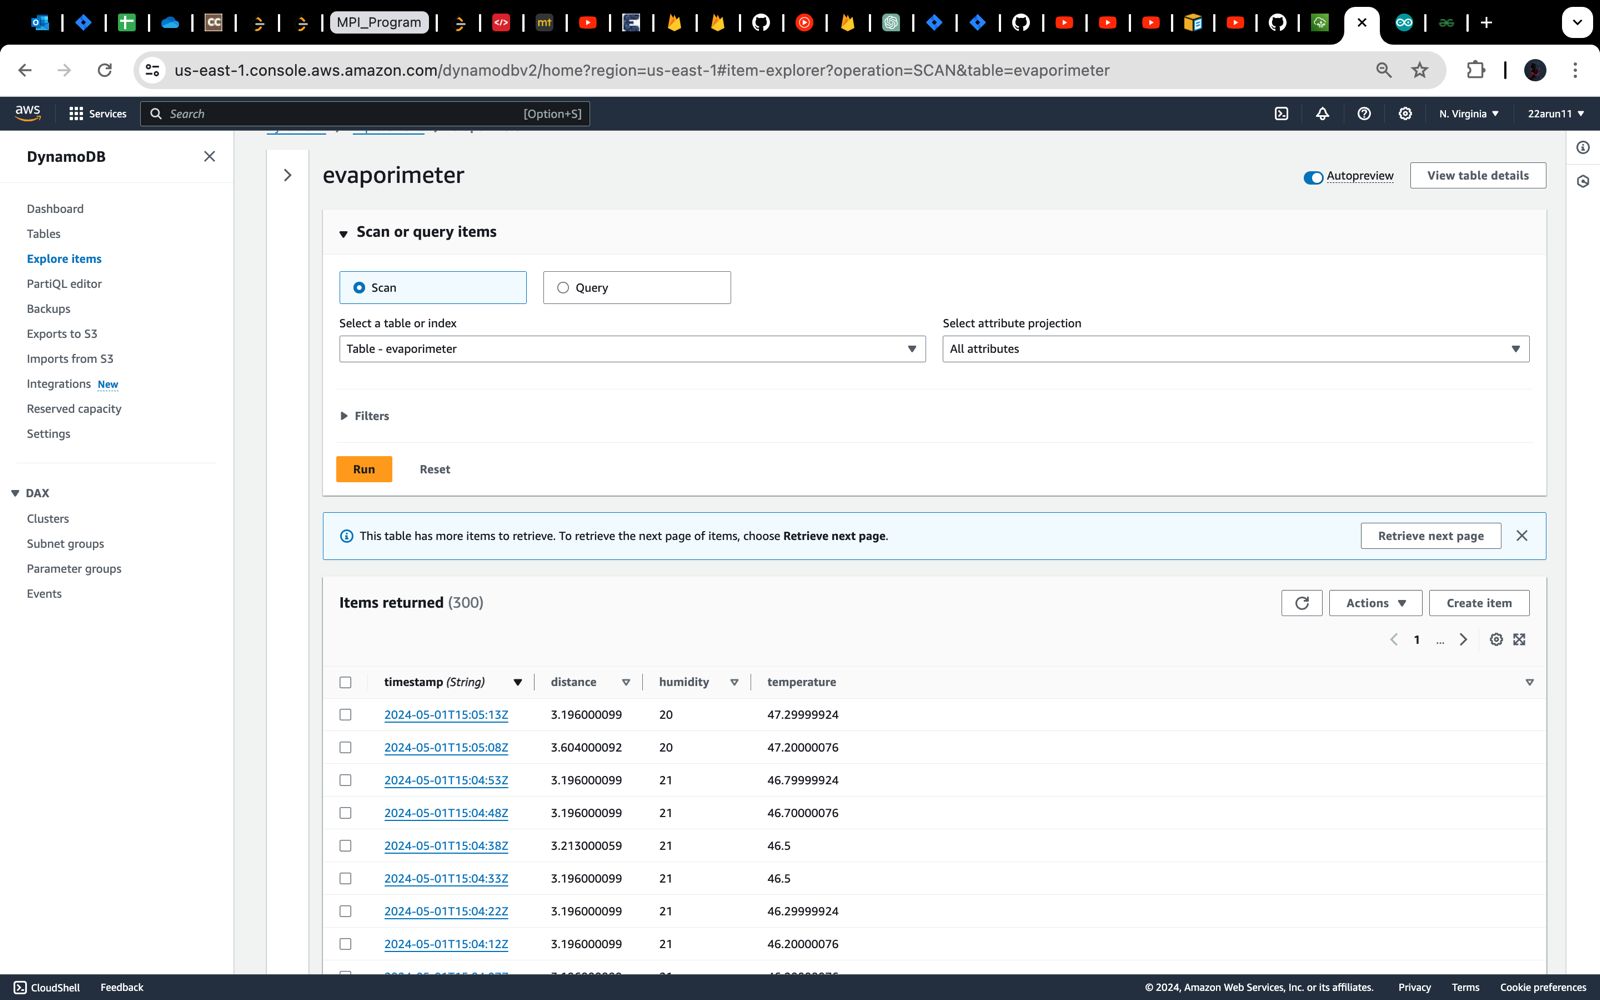 MPI_Program
us-east-1.console.aws.amazon.com/dynamodbv2/home?region=us-east-1#item-explorer?operation=SCAN&table=evaporimeter
aws
Services
Search
[Option+S]
N. Virginia
22arun11
DynamoDB
Dashboard
Tables
Explore items
PartiQL editor
Backups
Exports to S3
Imports from S3
Integrations New
Reserved capacity
Settings
DAX
Clusters
Subnet groups
Parameter groups
Events
evaporimeter
Autopreview
View table details
Scan or query items
Scan
Query
Select a table or index
Select attribute projection
Table - evaporimeter
All attributes
Filters
Run
Reset
This table has more items to retrieve. To retrieve the next page of items, choose Retrieve next page.
Retrieve next page
Items returned (300)
Actions
Create item
1 ...
timestamp (String) distance humidity temperature
2024-05-01T15:05:13Z 3.196000099 20 47.29999924
2024-05-01T15:05:08Z 3.604000092 20 47.20000076
2024-05-01T15:04:53Z 3.196000099 21 46.79999924
2024-05-01T15:04:48Z 3.196000099 21 46.70000076
2024-05-01T15:04:38Z 3.213000059 21 46.5
2024-05-01T15:04:33Z 3.196000099 21 46.5
2024-05-01T15:04:22Z 3.196000099 21 46.29999924
2024-05-01T15:04:12Z 3.196000099 21 46.20000076
CloudShell
Feedback
© 2024, Amazon Web Services, Inc. or its affiliates.
Privacy
Terms
Cookie preferences